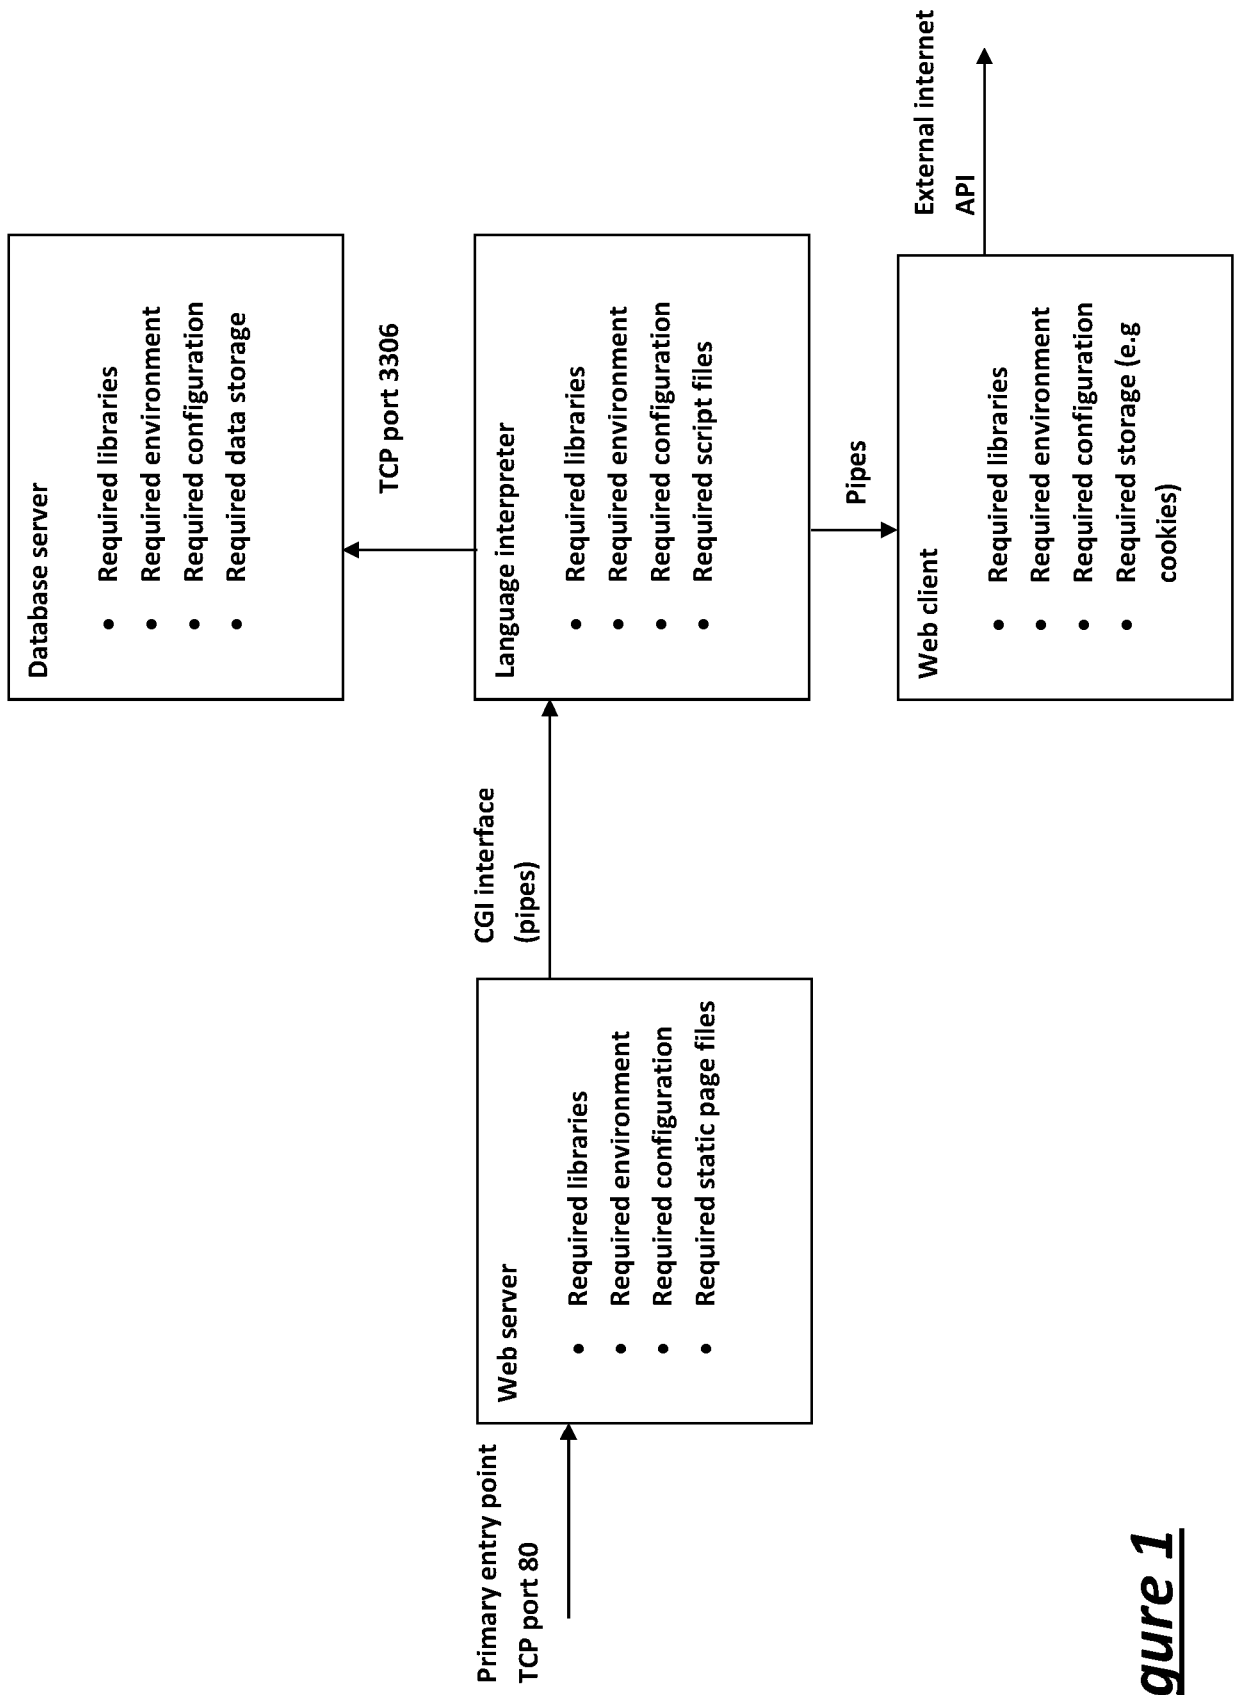 Primary entry point
TCP port 80
Web server
• Required libraries
• Required environment
• Required configuration
• Required static page files
CGI interface
(pipes)
Database server
• Required libraries
• Required environment
• Required configuration
• Required data storage
TCP port 3306
Language interpreter
• Required libraries
• Required environment
• Required configuration
• Required script files
Pipes
Web client
• Required libraries
• Required environment
• Required configuration
• Required storage (e.g
cookies)
External internet
API
gure 1